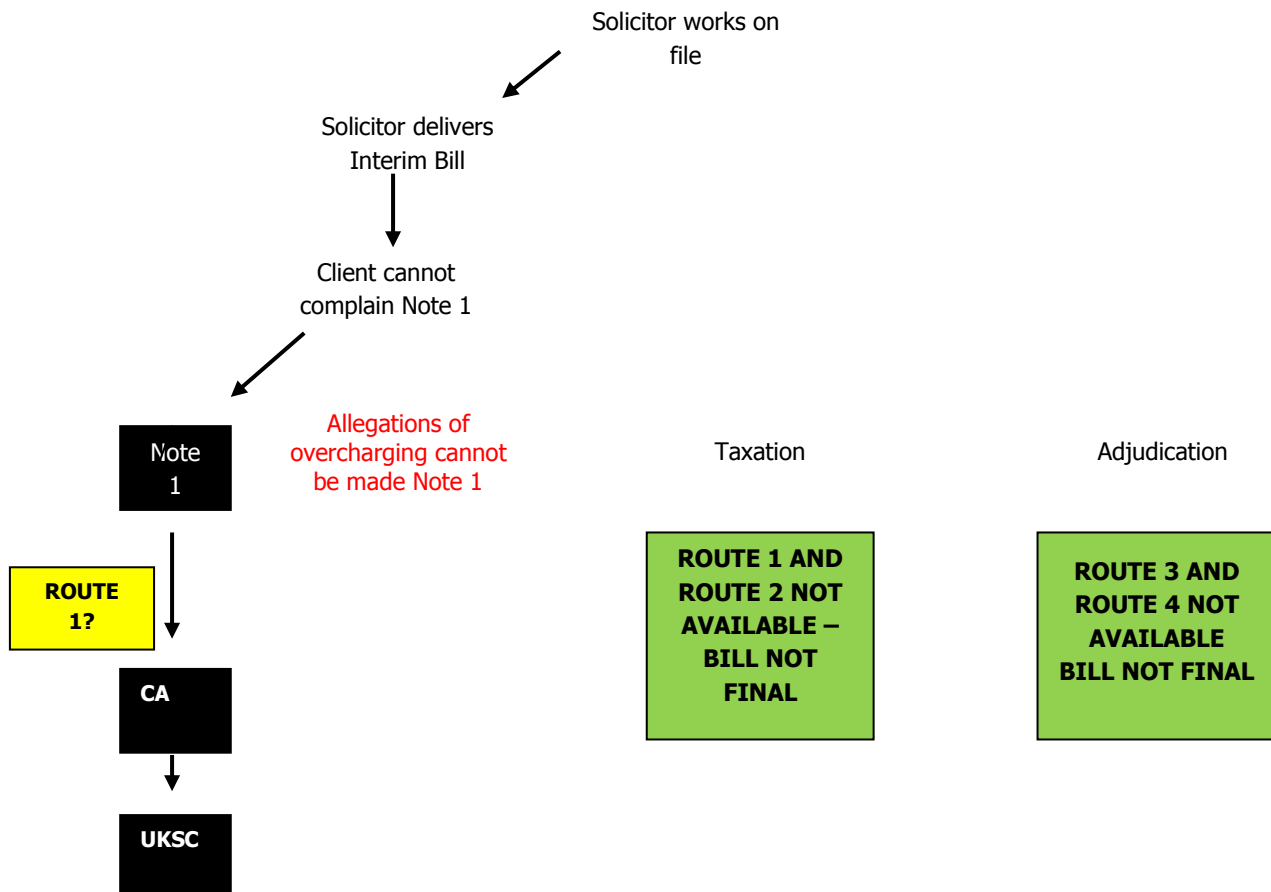 Solicitor works on
file
Solicitor delivers
Interim Bill
Client cannot
complain Note 1
Note
1
Allegations of
overcharging cannot
be made Note 1
Taxation
Adjudication
ROUTE
1?
ROUTE 1 AND
ROUTE 2 NOT
AVAILABLE –
BILL NOT
FINAL
ROUTE 3 AND
ROUTE 4 NOT
AVAILABLE
BILL NOT FINAL
CA
UKSC